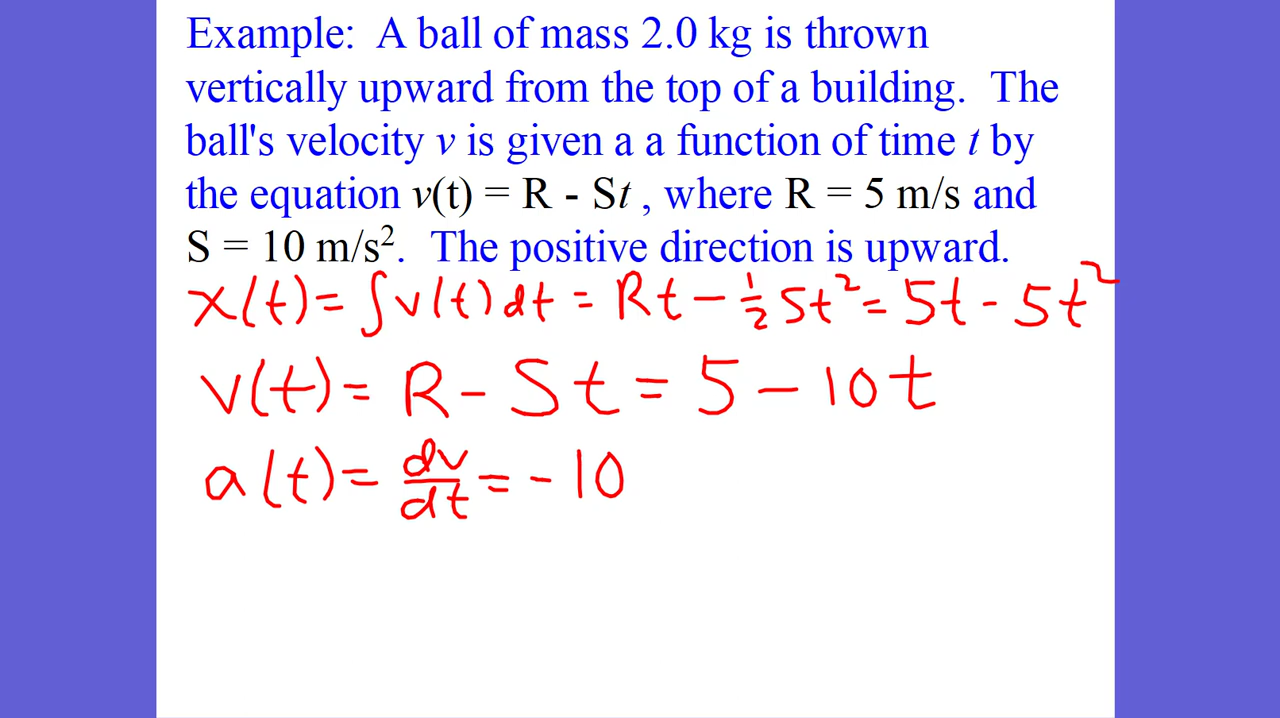 Example: A ball of mass 2.0 kg is thrown
vertically upward from the top of a building. The
ball's velocity v is given a a function of time t by
the equation v(t) = R - St , where R = 5 m/s and
S = 10 m/s². The positive direction is upward.
x(t) = ∫v(t)dt = Rt - ½St² = 5t - 5t²
v(t) = R - St = 5 - 10t
a(t) = dv/dt = -10